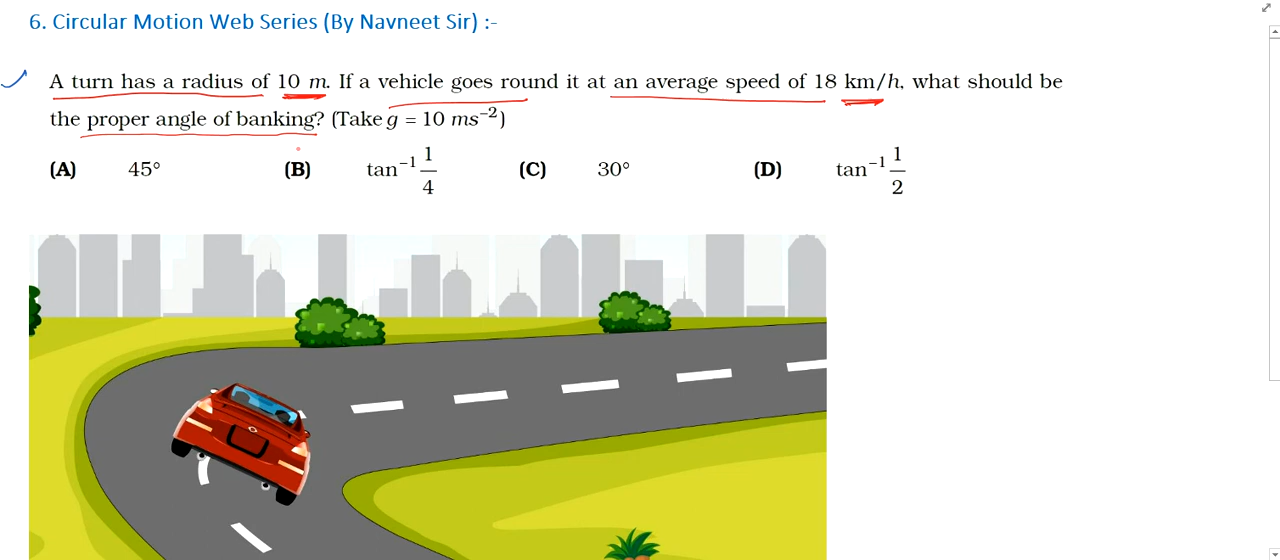 6. Circular Motion Web Series (By Navneet Sir) :-
A turn has a radius of 10 m. If a vehicle goes round it at an average speed of 18 km/h, what should be
the proper angle of banking? (Take g = 10 ms⁻²)
(A) 45° (B) tan⁻¹ 1/4 (C) 30° (D) tan⁻¹ 1/2